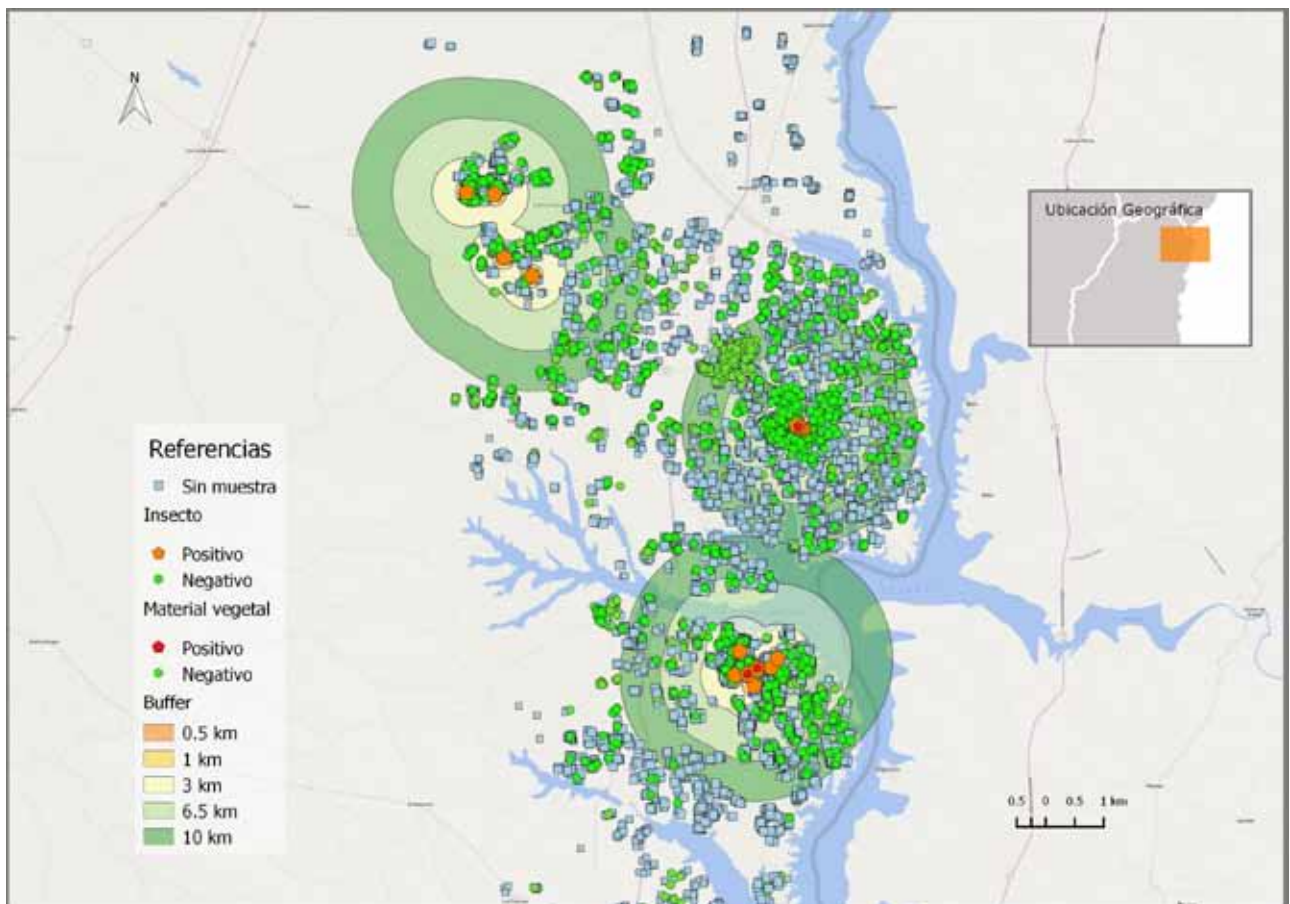 N
Ubicación Geográfica
Referencias
Sin muestra
Insecto
Positivo
Negativo
Material vegetal
Positivo
Negativo
Buffer
0.5 km
1 km
3 km
6.5 km
10 km
0.5 0 0.5 1 km